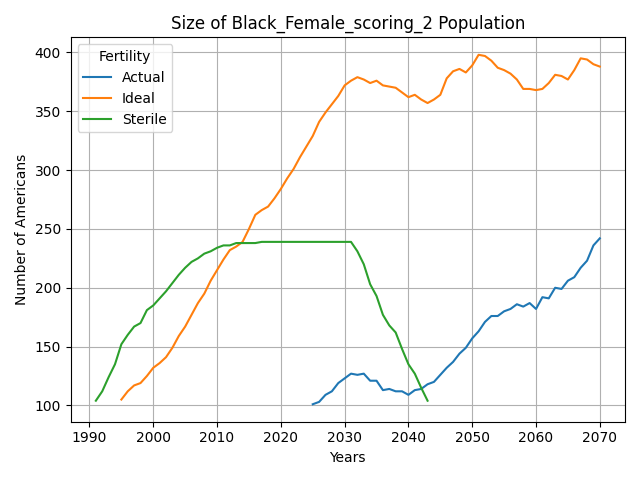 Size of Black_Female_scoring_2 Population
Fertility
Actual
Ideal
Sterile
Number of Americans
400
350
300
250
200
150
100
1990 2000 2010 2020 2030 2040 2050 2060 2070
Years